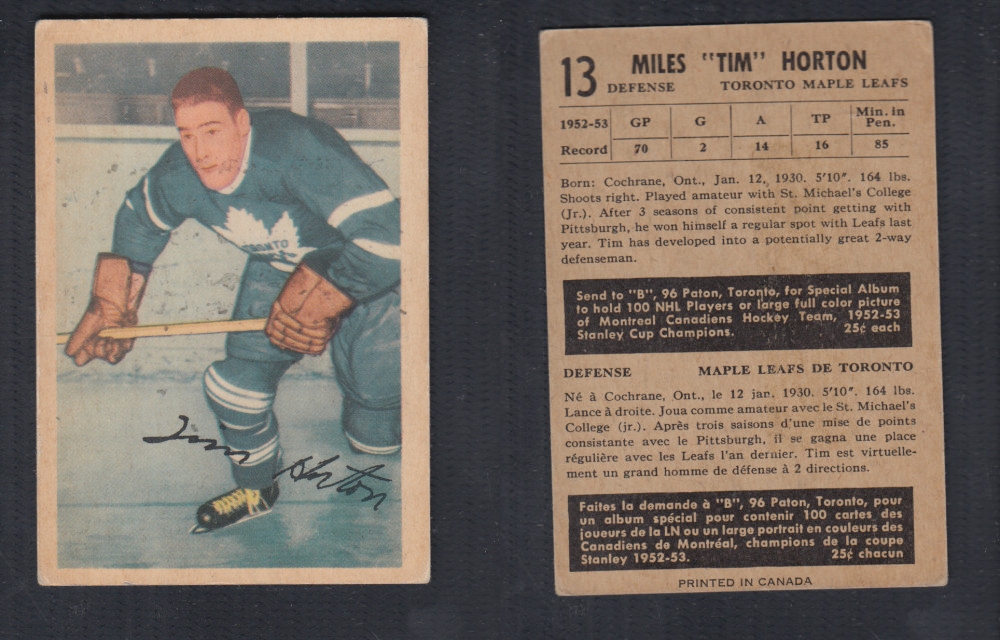 TORONTO
Tim Horton
13 MILES "TIM" HORTON
DEFENSE TORONTO MAPLE LEAFS
1952-53 GP G A TP Min. in Pen.
Record 70 2 14 16 85
Born: Cochrane, Ont., Jan. 12, 1930. 5'10". 164 lbs.
Shoots right. Played amateur with St. Michael's College
(Jr.). After 3 seasons of consistent point getting with
Pittsburgh, he won himself a regular spot with Leafs last
year. Tim has developed into a potentially great 2-way
defenseman.
Send to "B", 96 Paton, Toronto, for Special Album
to hold 100 NHL Players or large full color picture
of Montreal Canadiens Hockey Team, 1952-53
Stanley Cup Champions. 25¢ each
DEFENSE MAPLE LEAFS DE TORONTO
Né à Cochrane, Ont., le 12 jan. 1930. 5'10". 164 lbs.
Lance à droite. Joua comme amateur avec le St. Michael's
College (jr.). Après trois saisons d'une mise de points
consistante avec le Pittsburgh, il se gagna une place
régulière avec les Leafs l'an dernier. Tim est virtuelle-
ment un grand homme de défense à 2 directions.
Faites la demande à "B", 96 Paton, Toronto, pour
un album spécial pour contenir 100 cartes des
joueurs de la LN ou un large portrait en couleurs des
Canadiens de Montréal, champions de la coupe
Stanley 1952-53. 25¢ chacun
PRINTED IN CANADA